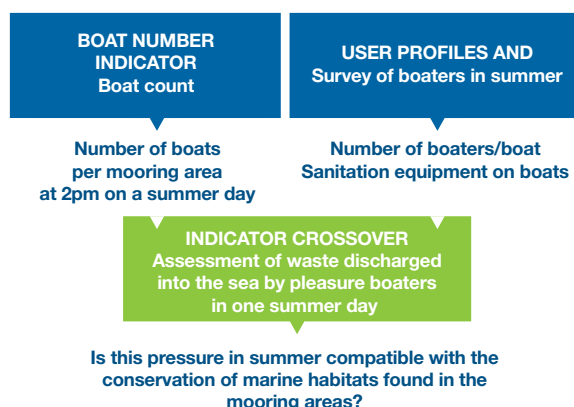 BOAT NUMBER
INDICATOR
Boat count
USER PROFILES AND
Survey of boaters in summer
Number of boats
per mooring area
at 2pm on a summer day
Number of boaters/boat
Sanitation equipment on boats
INDICATOR CROSSOVER
Assessment of waste discharged
into the sea by pleasure boaters
in one summer day
Is this pressure in summer compatible with the
conservation of marine habitats found in the
mooring areas?